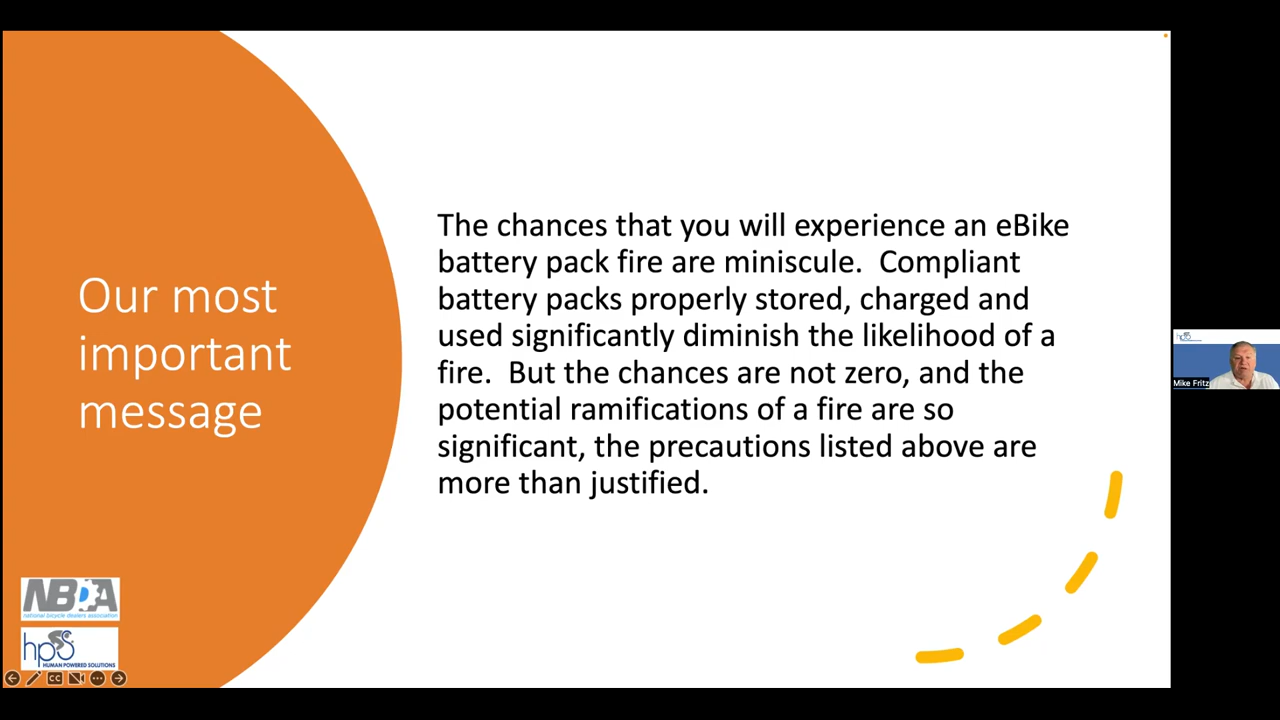 Our most
important
message
The chances that you will experience an eBike
battery pack fire are miniscule.  Compliant
battery packs properly stored, charged and
used significantly diminish the likelihood of a
fire.  But the chances are not zero, and the
potential ramifications of a fire are so
significant, the precautions listed above are
more than justified.
NBDA
national bicycle dealers association
hps
HUMAN POWERED SOLUTIONS
CC
hps
Mike Fritz